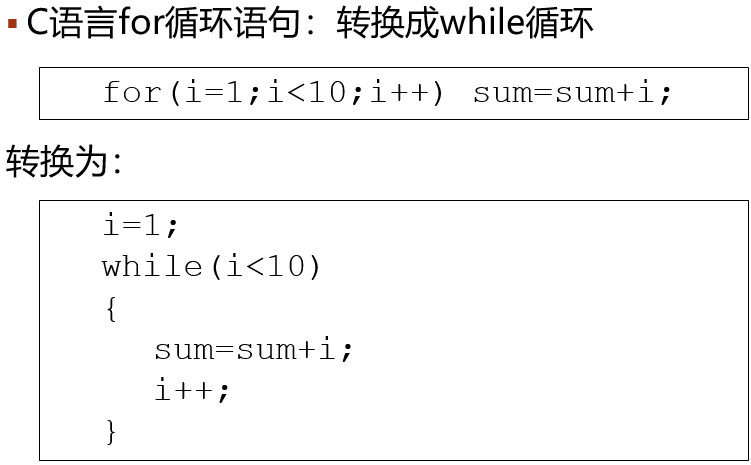 ▪ C语言for循环语句：转换成while循环
for(i=1;i<10;i++) sum=sum+i;
转换为：
i=1;
while(i<10)
{
sum=sum+i;
i++;
}